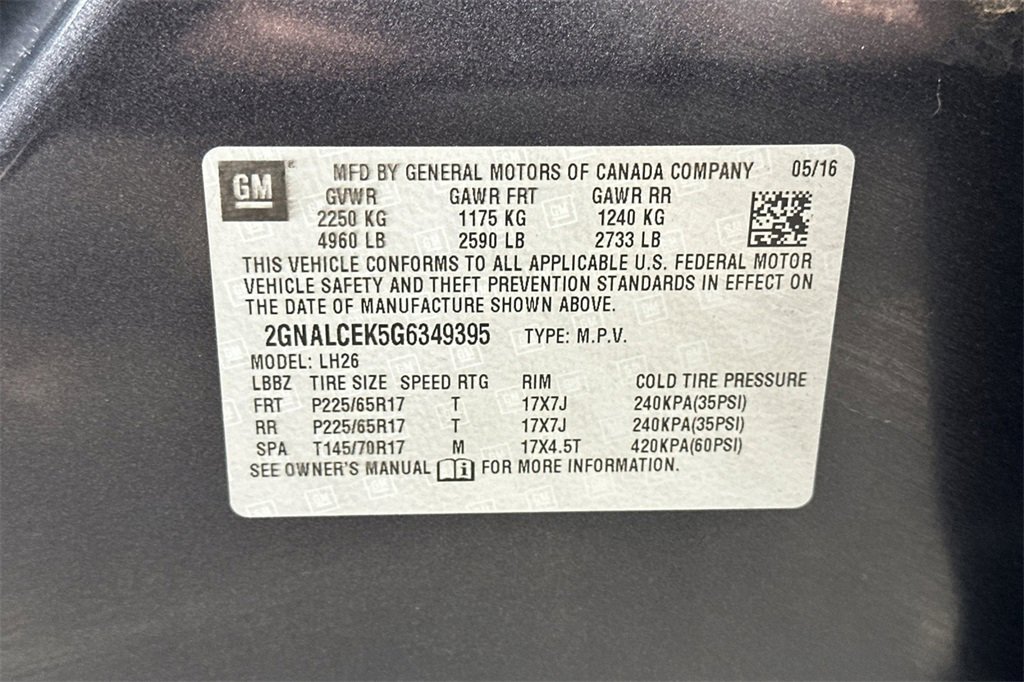 GM MFD BY GENERAL MOTORS OF CANADA COMPANY 05/16
GVWR GAWR FRT GAWR RR
2250 KG 1175 KG 1240 KG
4960 LB 2590 LB 2733 LB
THIS VEHICLE CONFORMS TO ALL APPLICABLE U.S. FEDERAL MOTOR
VEHICLE SAFETY AND THEFT PREVENTION STANDARDS IN EFFECT ON
THE DATE OF MANUFACTURE SHOWN ABOVE.
2GNALCEK5G6349395 TYPE: M.P.V.
MODEL: LH26
LBBZ TIRE SIZE SPEED RTG RIM COLD TIRE PRESSURE
FRT P225/65R17 T 17X7J 240KPA(35PSI)
RR P225/65R17 T 17X7J 240KPA(35PSI)
SPA T145/70R17 M 17X4.5T 420KPA(60PSI)
SEE OWNER'S MANUAL i FOR MORE INFORMATION.